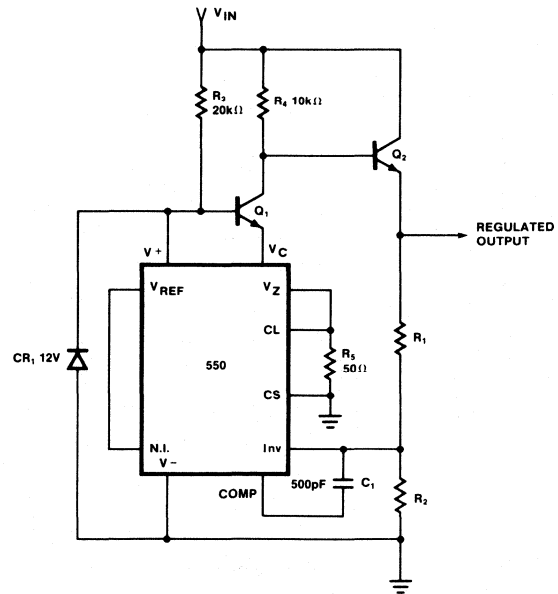 V IN
R3
20kΩ
R4 10kΩ
Q2
Q1
REGULATED
OUTPUT
V+
VC
VREF
VZ
CL
R1
CR1 12V
550
R5
50Ω
CS
N.I.
Inv
V-
COMP
500pF
C1
R2